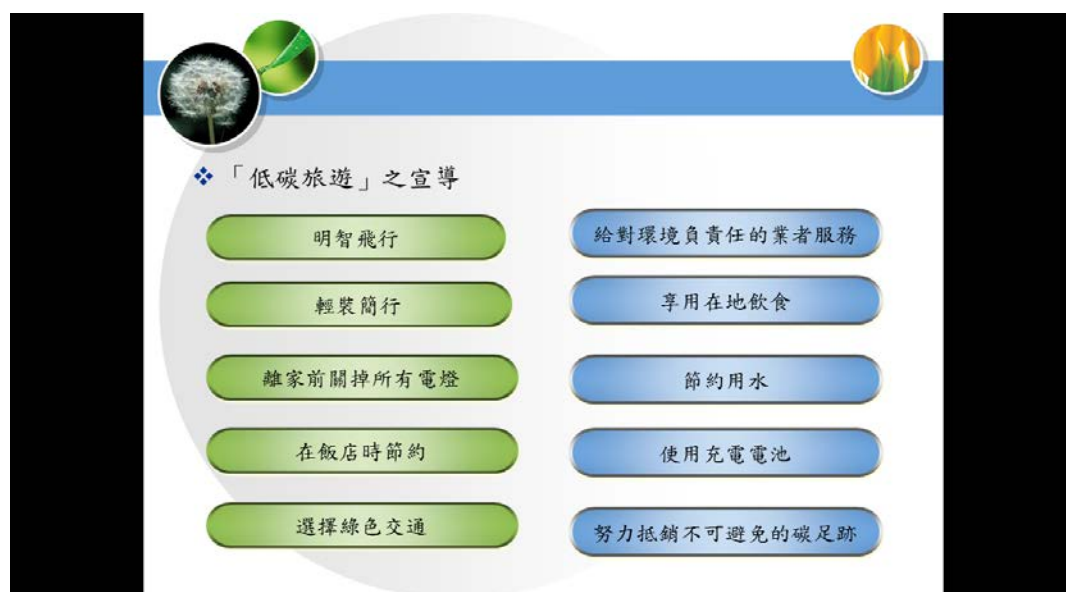 「低碳旅遊」之宣導
明智飛行
輕裝簡行
離家前關掉所有電燈
在飯店時節約
選擇綠色交通
給對環境負責任的業者服務
享用在地飲食
節約用水
使用充電電池
努力抵銷不可避免的碳足跡